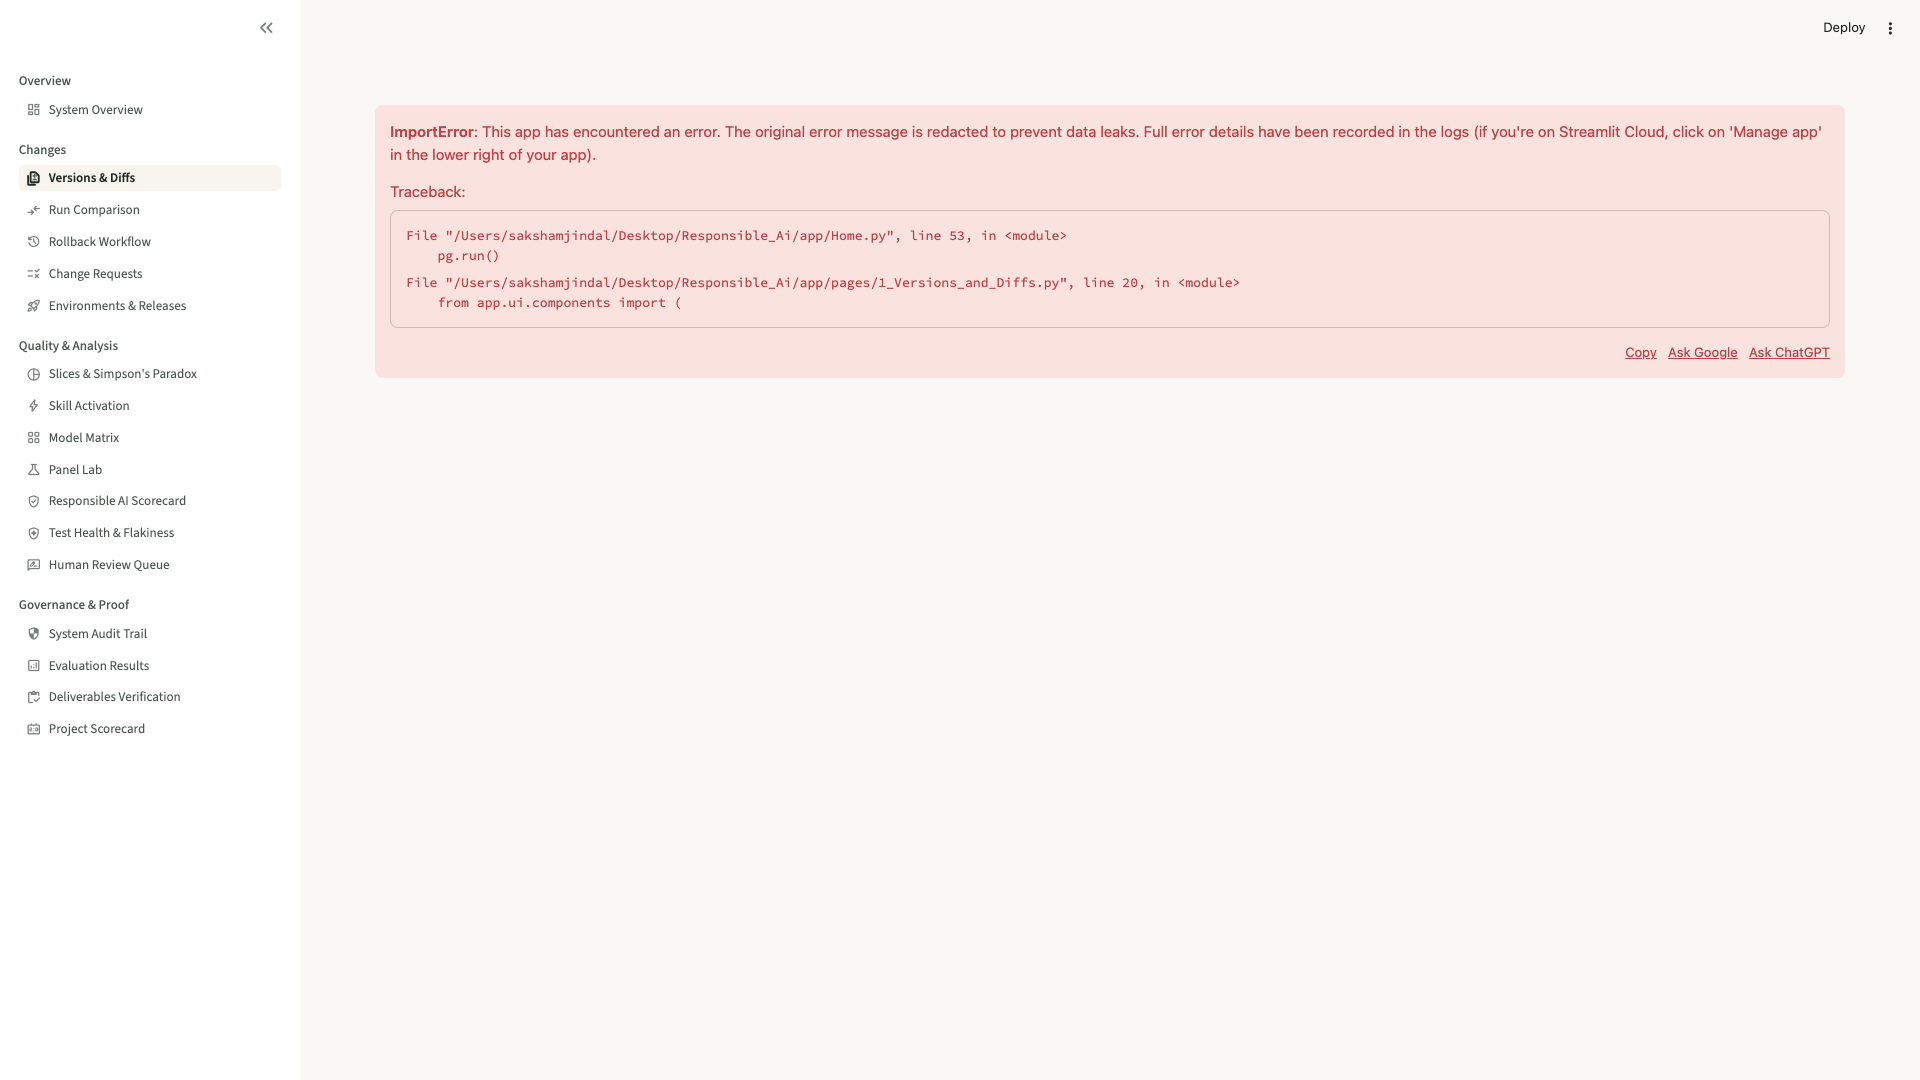 Deploy
Overview
System Overview
Changes
Versions & Diffs
Run Comparison
Rollback Workflow
Change Requests
Environments & Releases
Quality & Analysis
Slices & Simpson's Paradox
Skill Activation
Model Matrix
Panel Lab
Responsible AI Scorecard
Test Health & Flakiness
Human Review Queue
Governance & Proof
System Audit Trail
Evaluation Results
Deliverables Verification
Project Scorecard
ImportError: This app has encountered an error. The original error message is redacted to prevent data leaks. Full error details have been recorded in the logs (if you're on Streamlit Cloud, click on 'Manage app'
in the lower right of your app).
Traceback:
File "/Users/sakshamjindal/Desktop/Responsible_Ai/app/Home.py", line 53, in <module>
    pg.run()
File "/Users/sakshamjindal/Desktop/Responsible_Ai/app/pages/1_Versions_and_Diffs.py", line 20, in <module>
    from app.ui.components import (
Copy Ask Google Ask ChatGPT